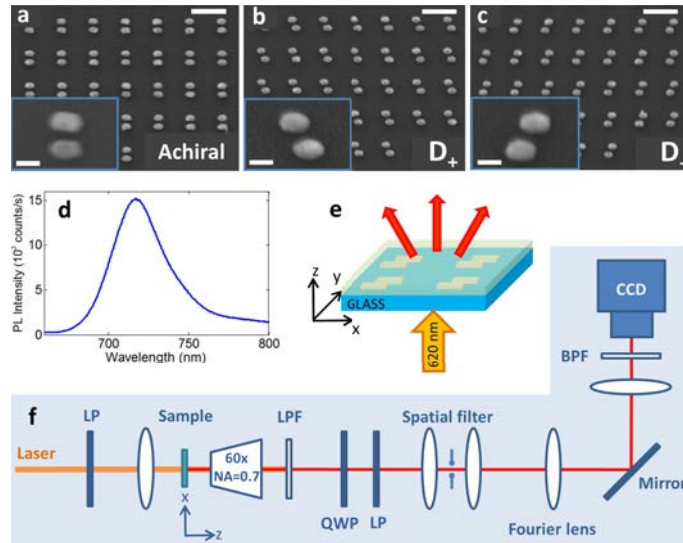 a
Achiral
b
D+
c
D-
d
PL Intensity (10³ counts/s)
15
10
5
0
700
750
800
Wavelength (nm)
e
z
y
x
GLASS
620 nm
CCD
BPF
f
LP
Sample
LPF
Spatial filter
Laser
60x
NA=0.7
Mirror
x
z
QWP
LP
Fourier lens